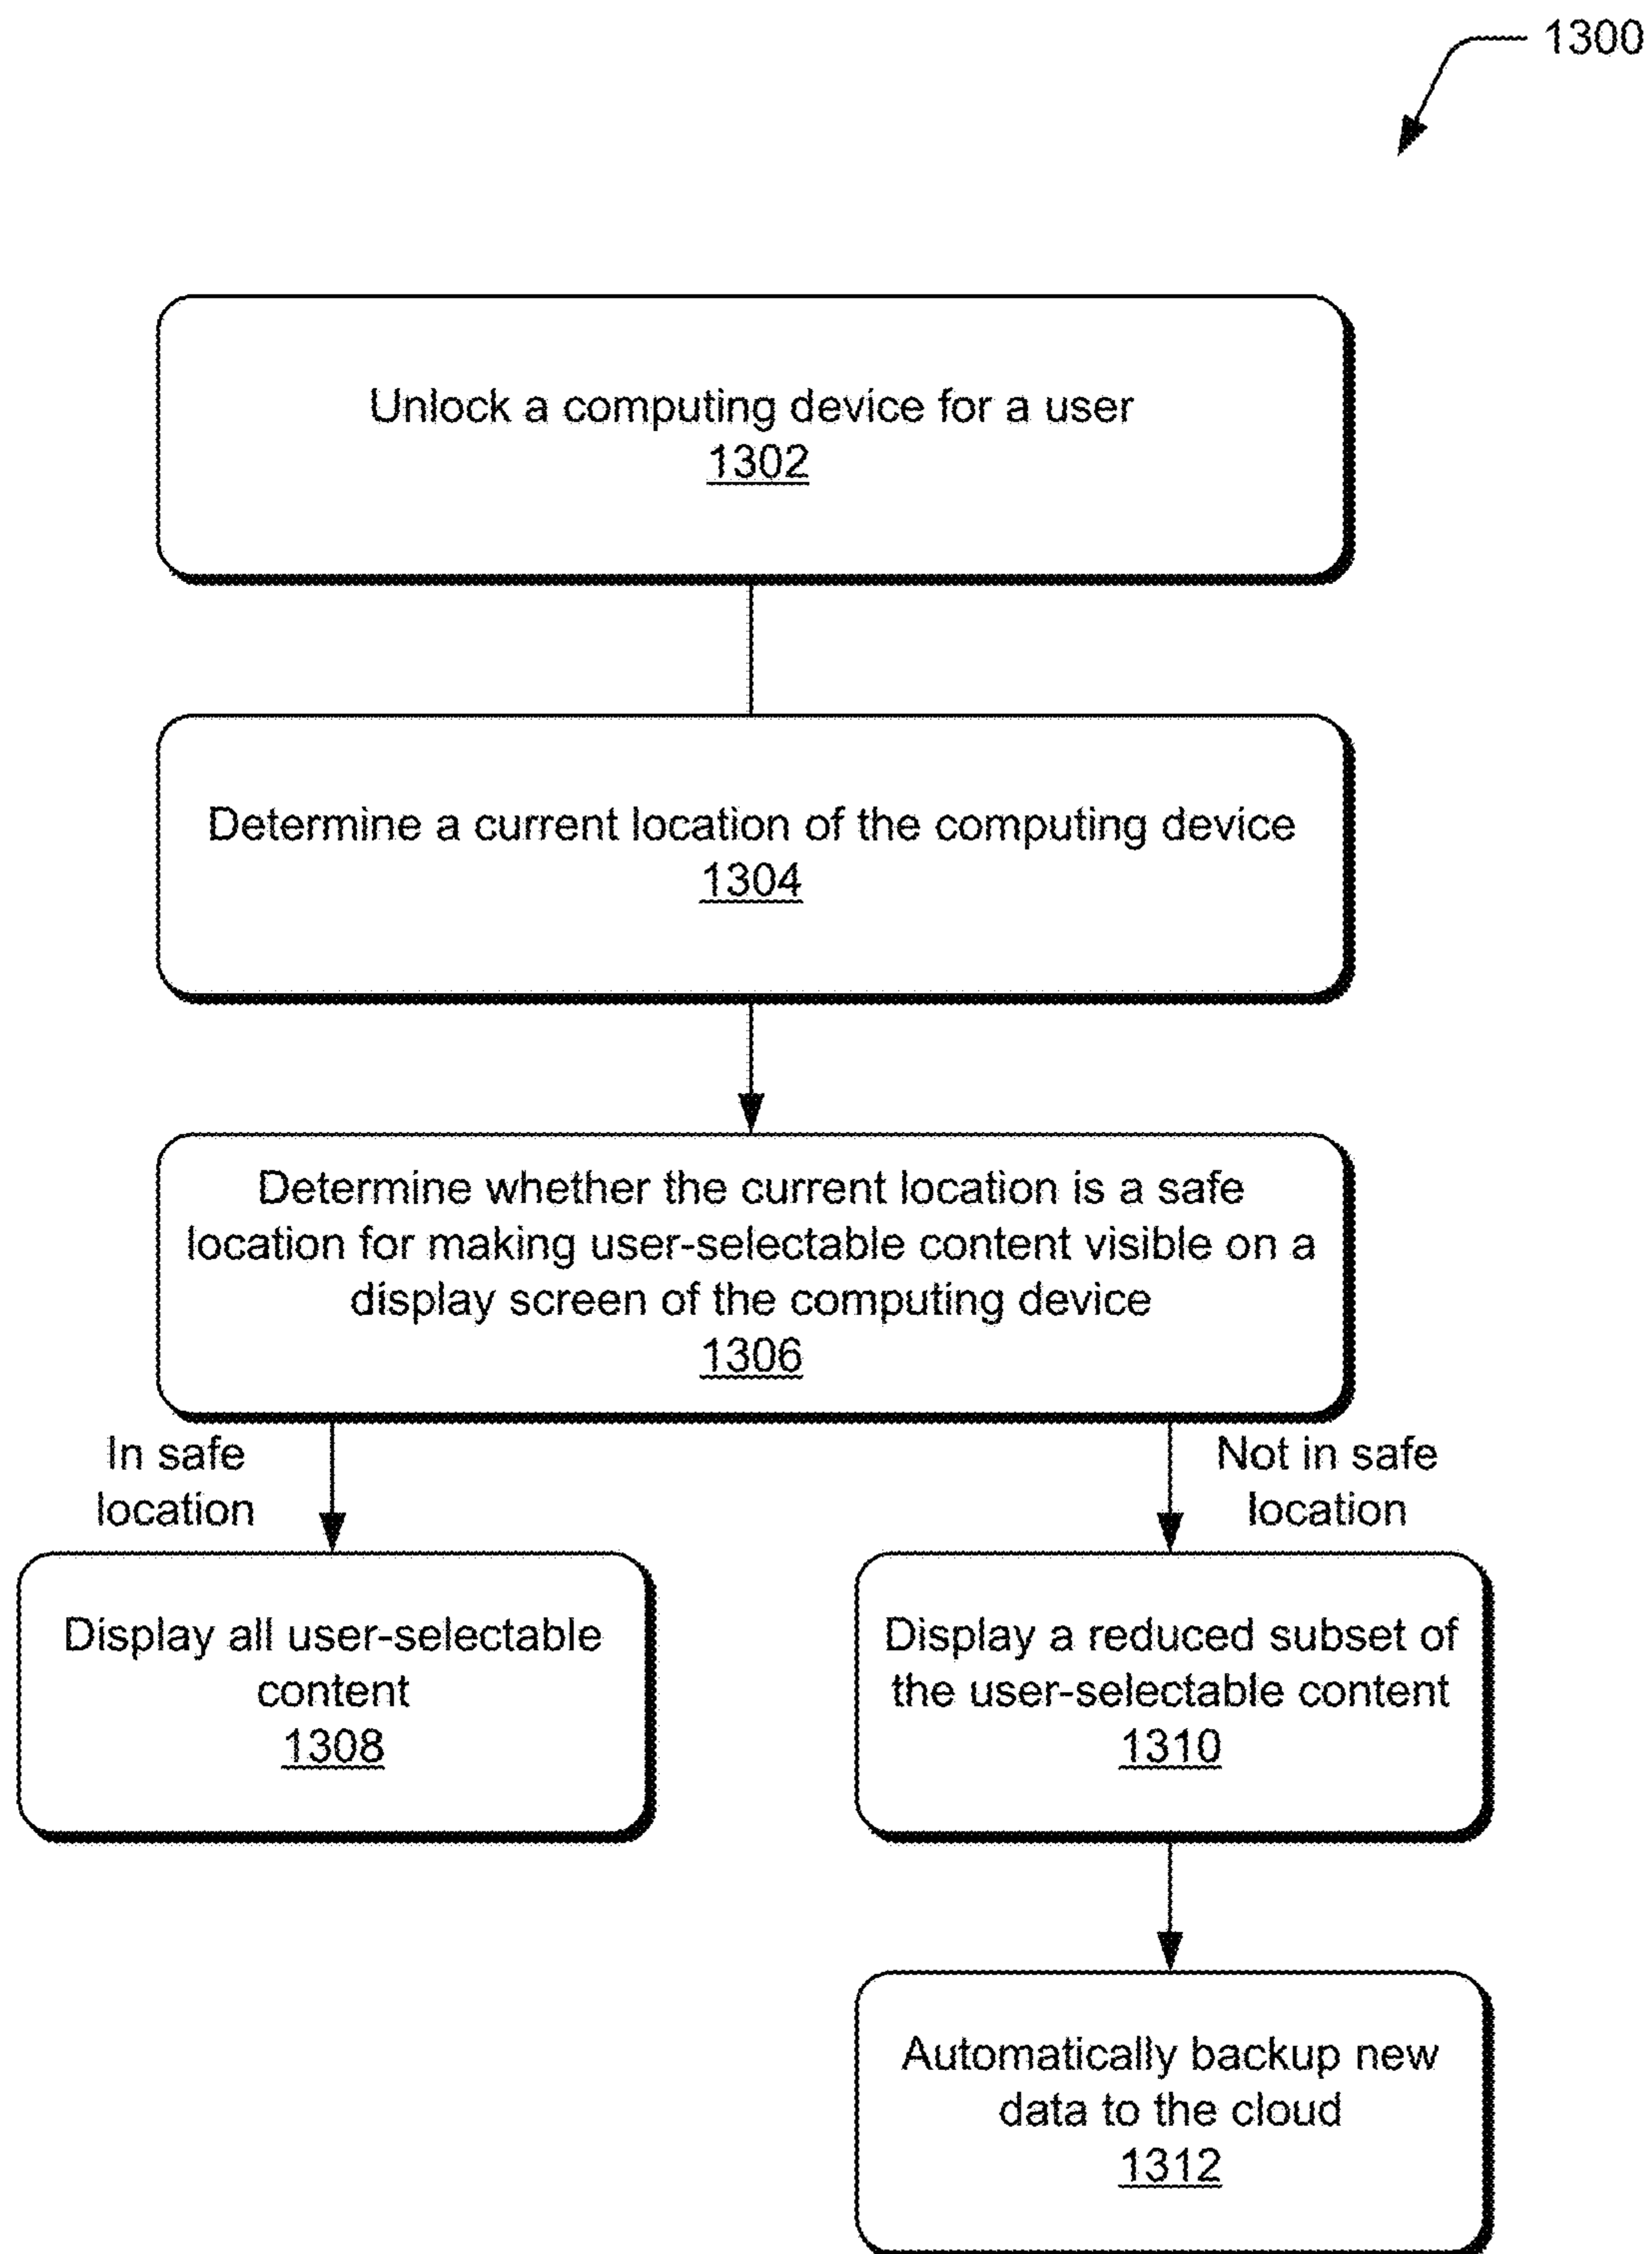 1300
Unlock a computing device for a user
1302
Determine a current location of the computing device
1304
Determine whether the current location is a safe
location for making user-selectable content visible on a
display screen of the computing device
1306
In safe
location
Not in safe
location
Display all user-selectable
content
1308
Display a reduced subset of
the user-selectable content
1310
Automatically backup new
data to the cloud
1312